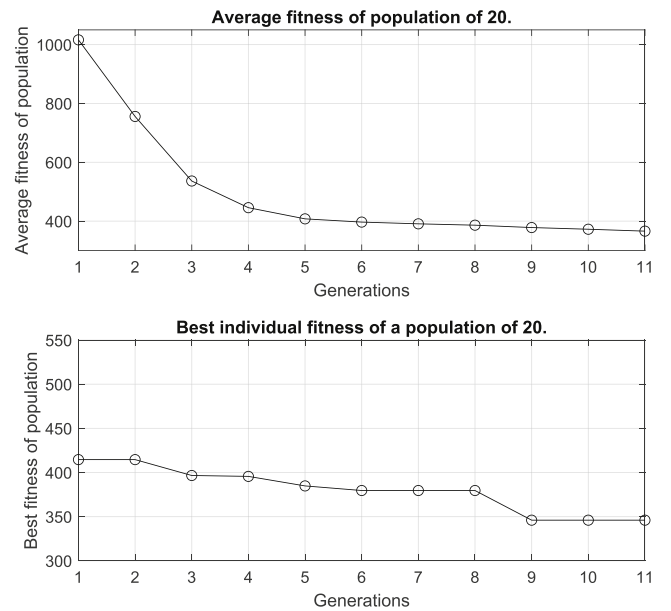 Average fitness of population of 20.
Average fitness of population
1000
800
600
400
1 2 3 4 5 6 7 8 9 10 11
Generations
Best individual fitness of a population of 20.
Best fitness of population
550
500
450
400
350
300
1 2 3 4 5 6 7 8 9 10 11
Generations